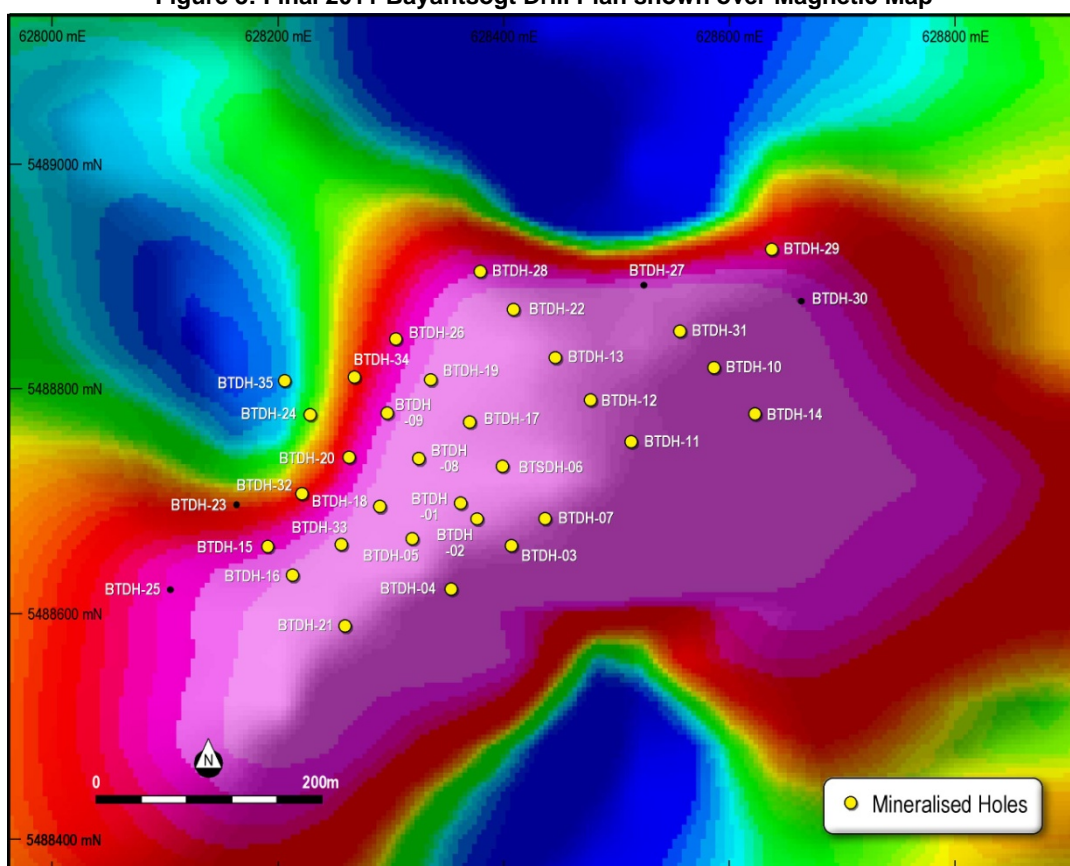 Figure 3: Final 2011 Bayantsogt Drill Plan shown over Magnetic Map
628000 mE
628200 mE
628400 mE
628600 mE
628800 mE
5489000 mN
BTDH-29
BTDH-28
BTDH-27
BTDH-30
BTDH-22
BTDH-31
BTDH-26
BTDH-13
BTDH-34
BTDH-10
BTDH-19
5488800 mN
BTDH-35
BTDH-12
BTDH-24
BTDH
-09
BTDH-17
BTDH-14
BTDH-11
BTDH-20
BTDH
-08
BTSDH-06
BTDH-32
BTDH-23
BTDH-18
BTDH
-01
BTDH-07
BTDH-33
BTDH
-02
BTDH-15
BTDH-05
BTDH-03
BTDH-16
BTDH-25
BTDH-04
5488600 mN
BTDH-21
N
0
200m
Mineralised Holes
5488400 mN